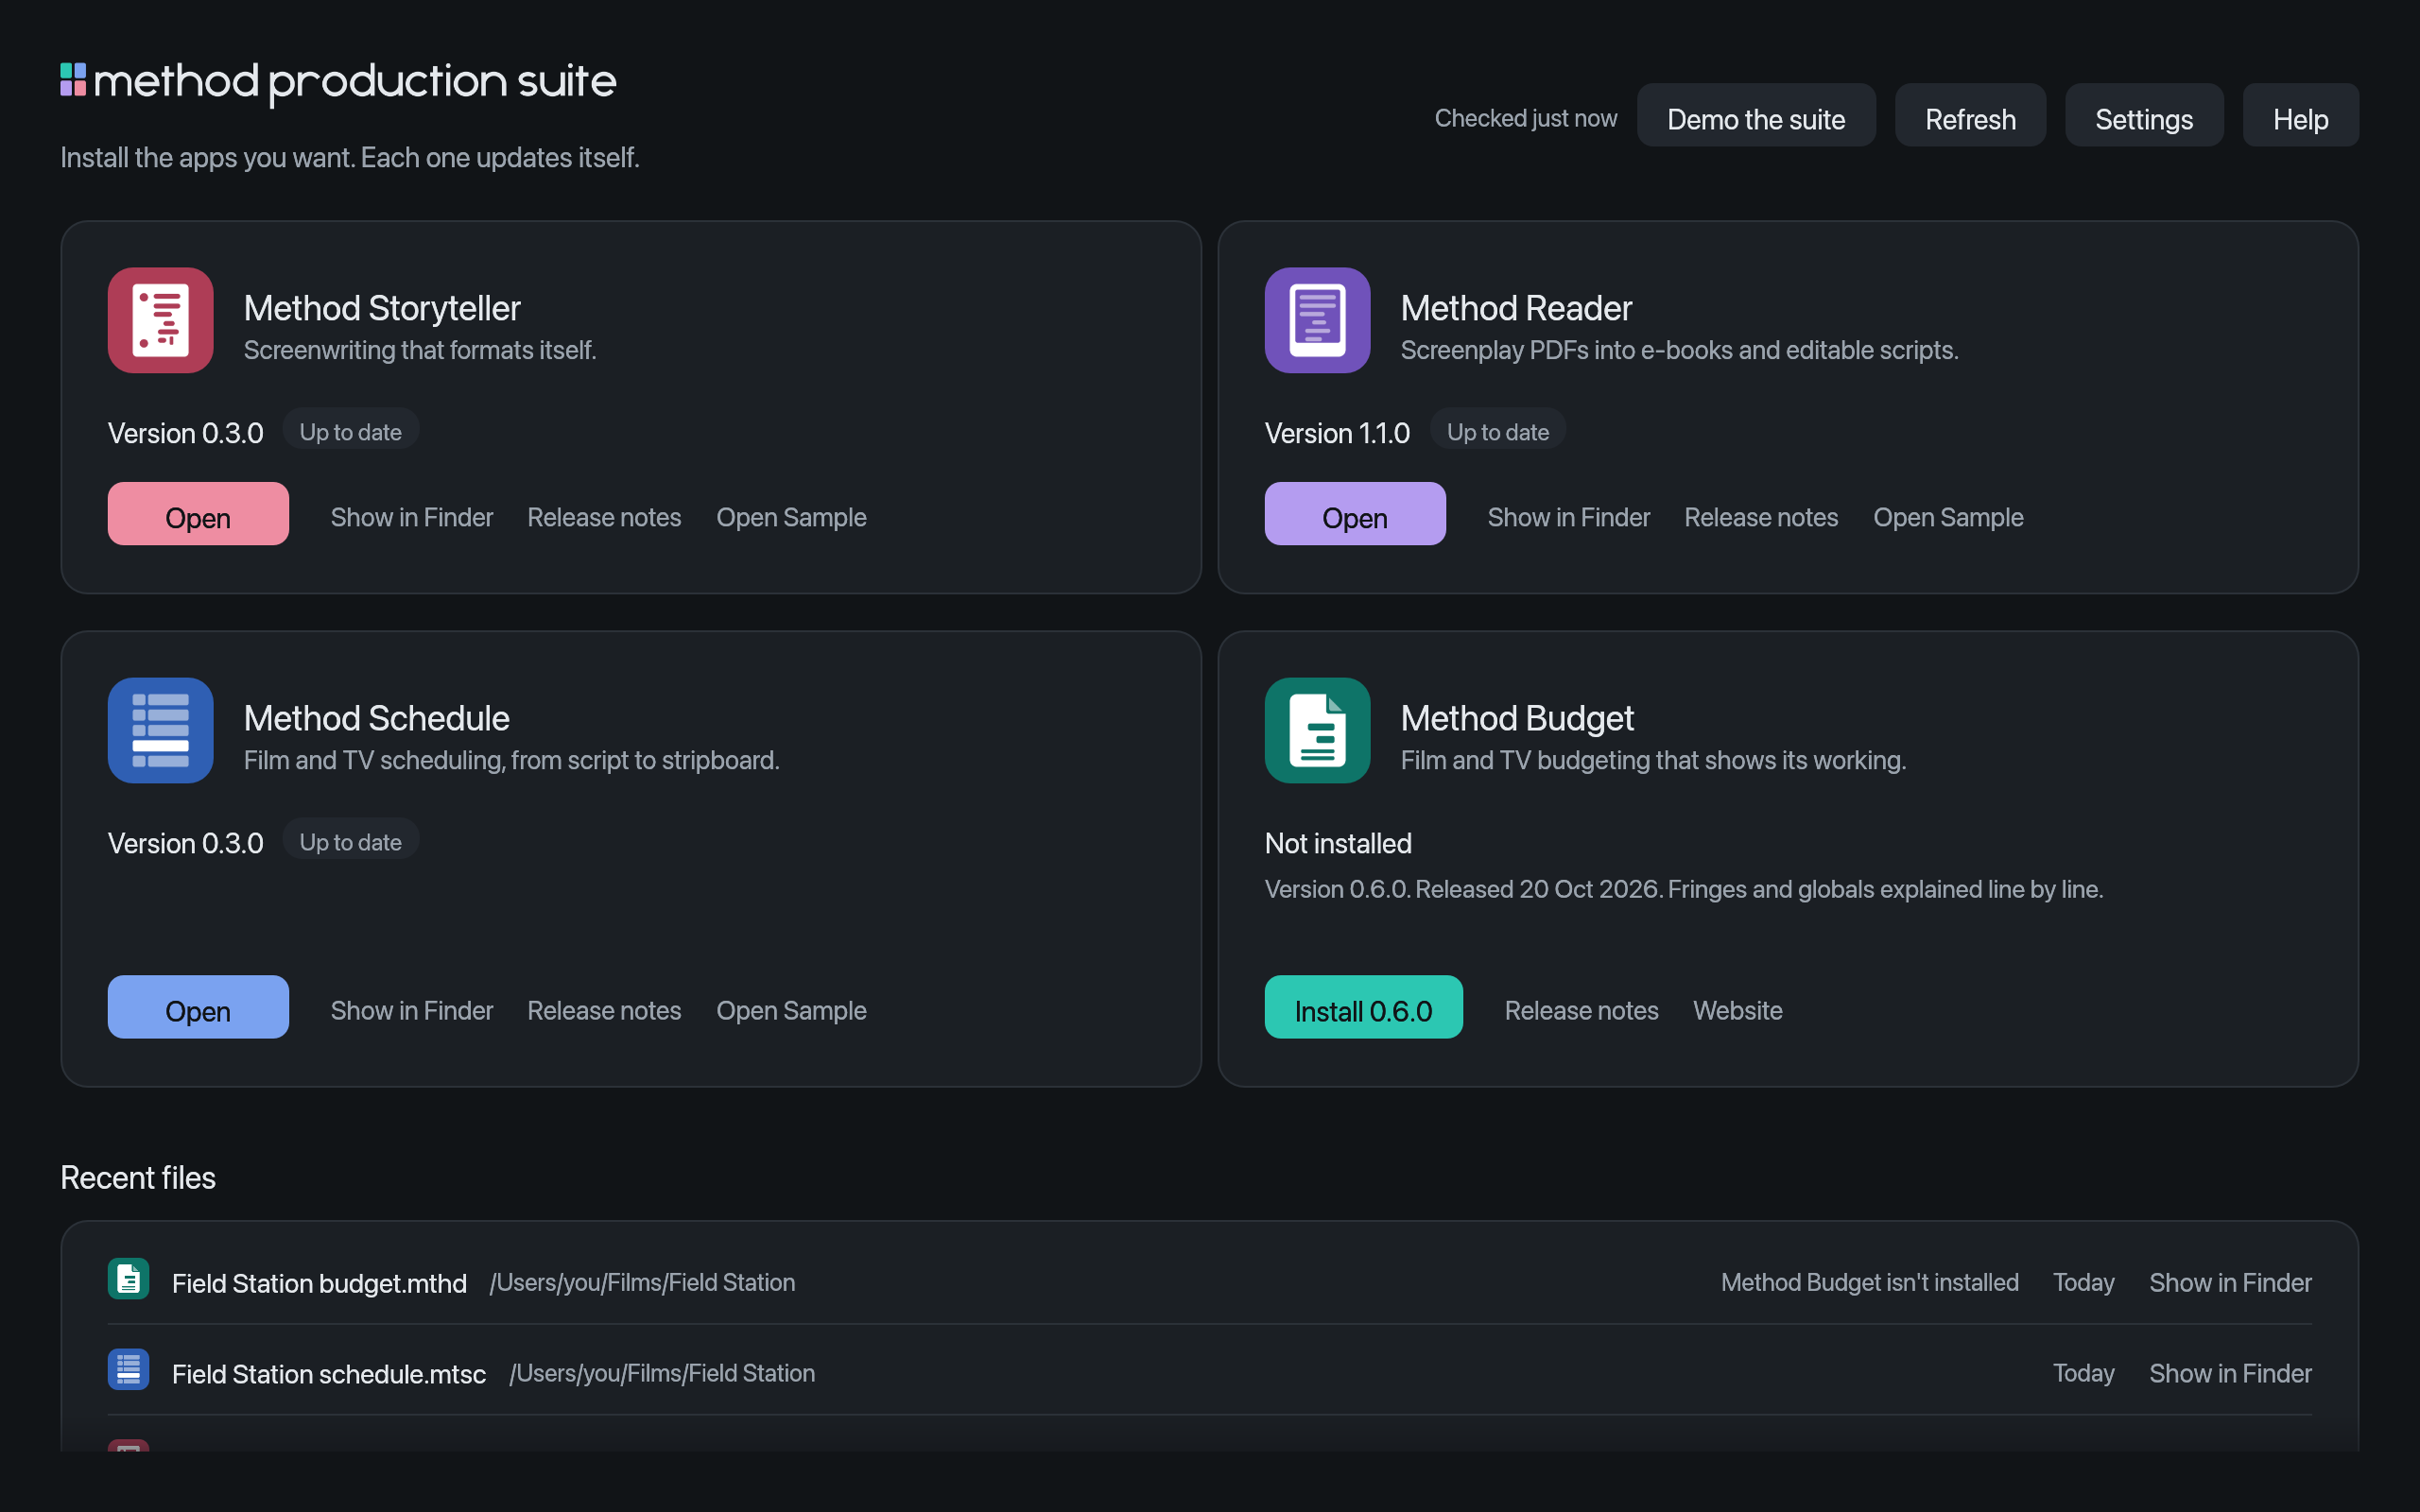 method production suite
Install the apps you want. Each one updates itself.
Checked just now
Demo the suite
Refresh
Settings
Help
Method Storyteller
Screenwriting that formats itself.
Version 0.3.0
Up to date
Open
Show in Finder
Release notes
Open Sample
Method Reader
Screenplay PDFs into e-books and editable scripts.
Version 1.1.0
Up to date
Open
Show in Finder
Release notes
Open Sample
Method Schedule
Film and TV scheduling, from script to stripboard.
Version 0.3.0
Up to date
Open
Show in Finder
Release notes
Open Sample
Method Budget
Film and TV budgeting that shows its working.
Not installed
Version 0.6.0. Released 20 Oct 2026. Fringes and globals explained line by line.
Install 0.6.0
Release notes
Website
Recent files
Field Station budget.mthd /Users/you/Films/Field Station Method Budget isn't installed Today Show in Finder
Field Station schedule.mtsc /Users/you/Films/Field Station Today Show in Finder